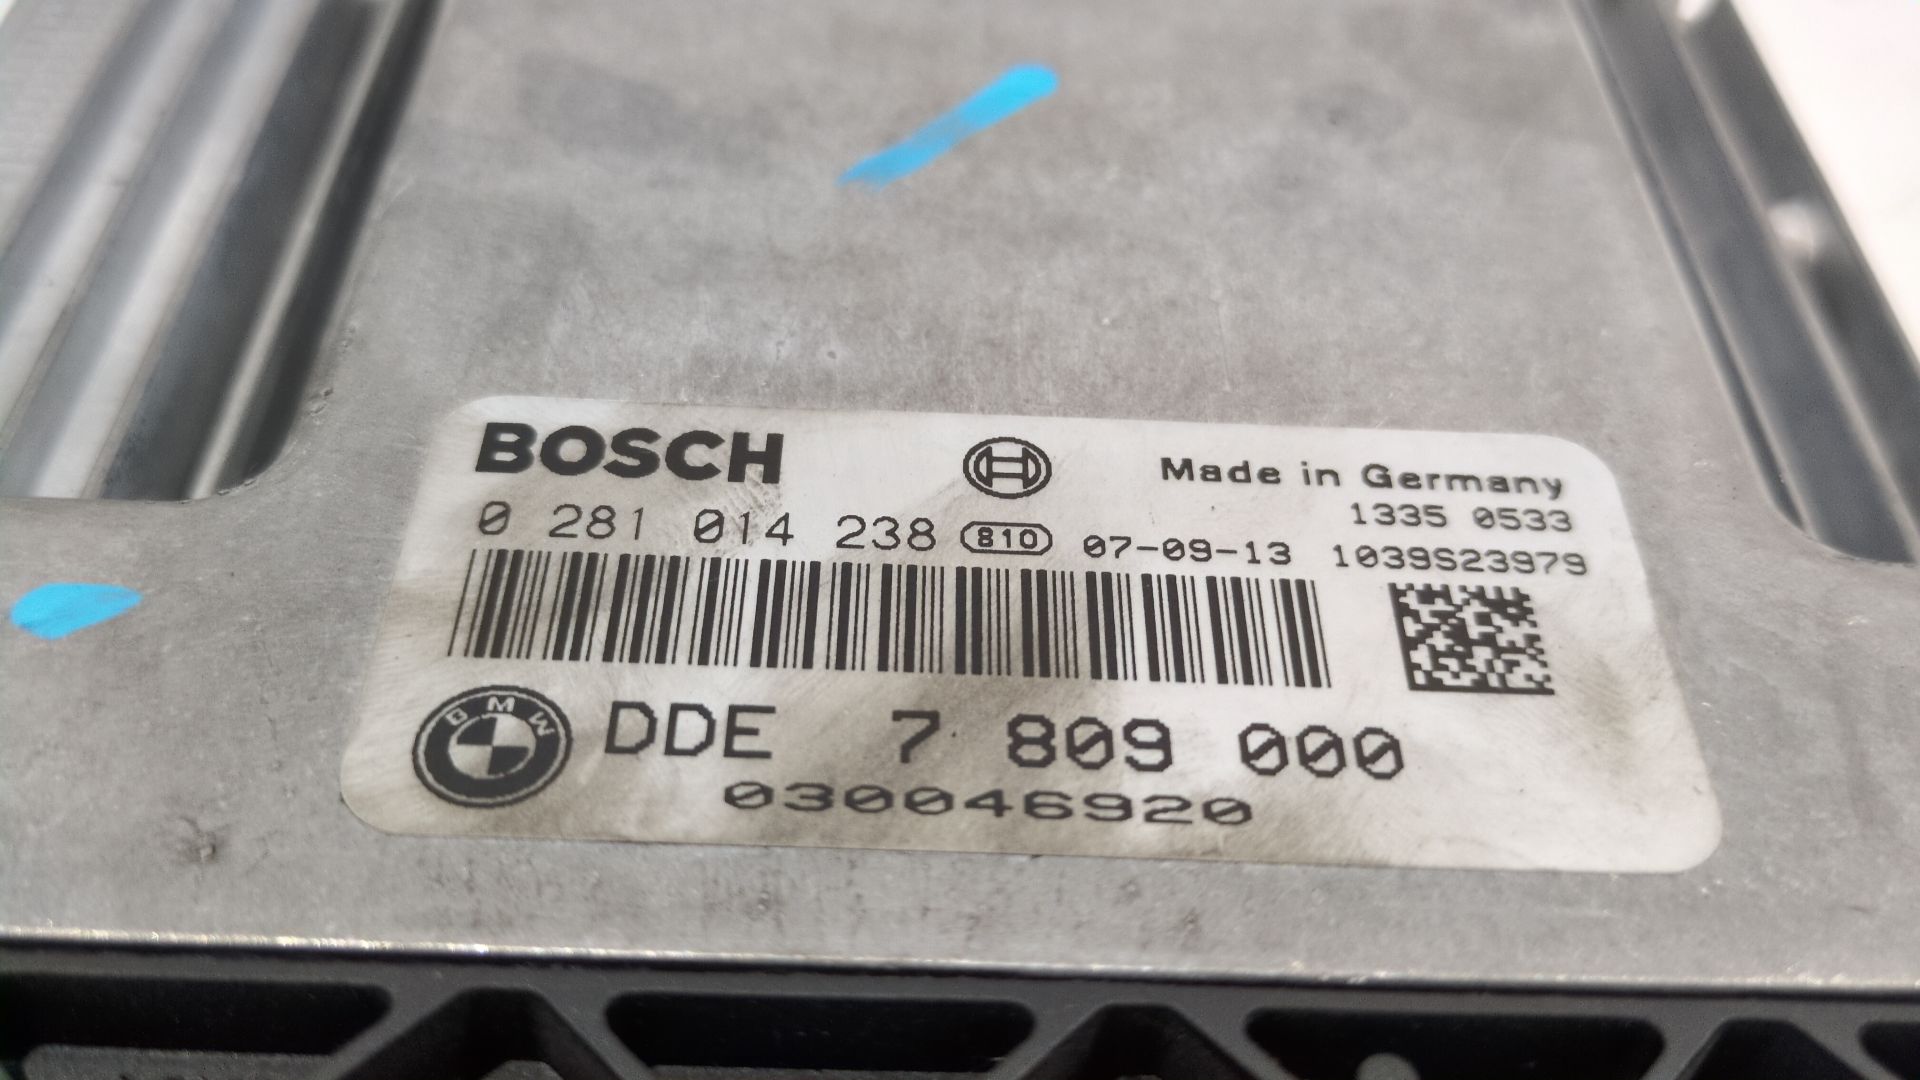 BOSCH
Made in Germany
1335 0533
0 281 014 238 810 07-09-13 1039S23979
BMW
DDE 7 809 000
030046920